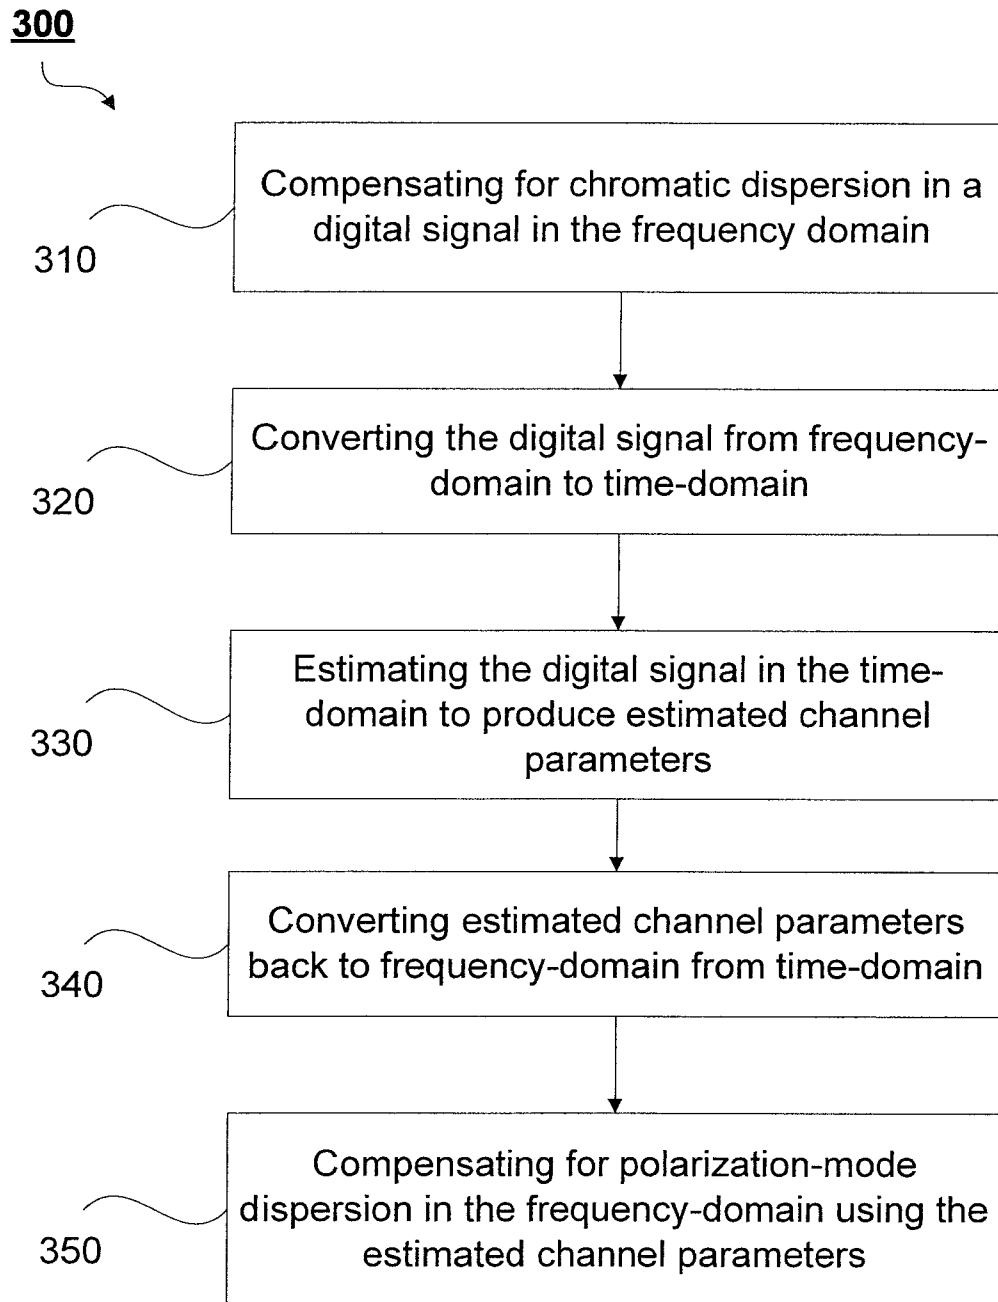 300
Compensating for chromatic dispersion in a
digital signal in the frequency domain
310
Converting the digital signal from frequency-
domain to time-domain
320
Estimating the digital signal in the time-
domain to produce estimated channel
parameters
330
Converting estimated channel parameters
back to frequency-domain from time-domain
340
Compensating for polarization-mode
dispersion in the frequency-domain using the
estimated channel parameters
350